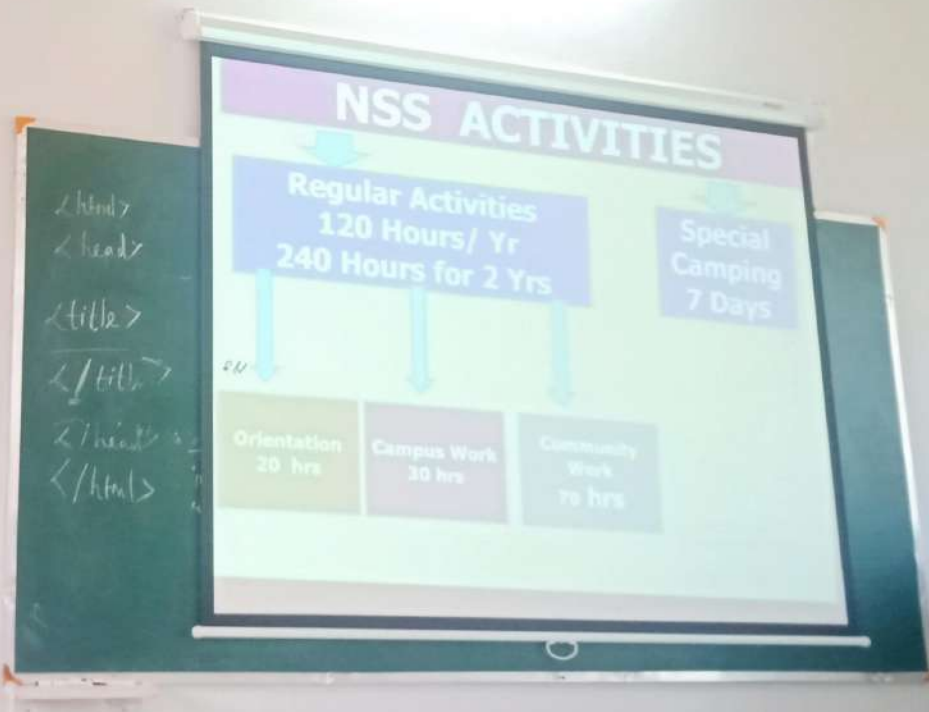 NSS ACTIVITIES
Regular Activities
120 Hours/ Yr
240 Hours for 2 Yrs
Special
Camping
7 Days
Orientation
20 hrs
Campus Work
30 hrs
Community
Work
70 hrs
<html>
<head>
<title>
</title>
</head>
</html>